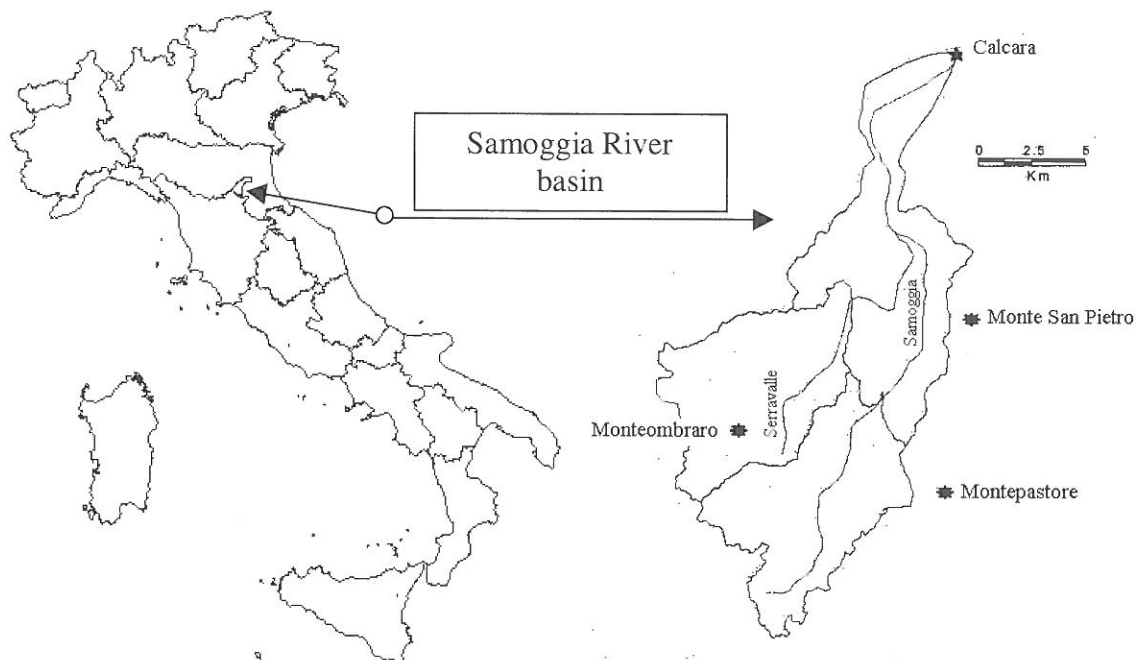 Calcara
Samoggia River
basin
0 2.5 5
Km
Samoggia
Monte San Pietro
Monteombraro
Serravalle
Montepastore